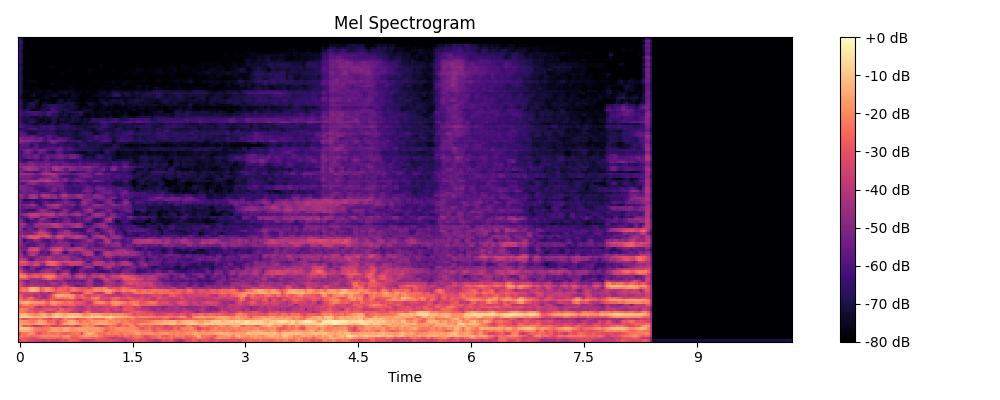 Mel Spectrogram
+0 dB
-10 dB
-20 dB
-30 dB
-40 dB
-50 dB
-60 dB
-70 dB
-80 dB
0 1.5 3 4.5 6 7.5 9
Time